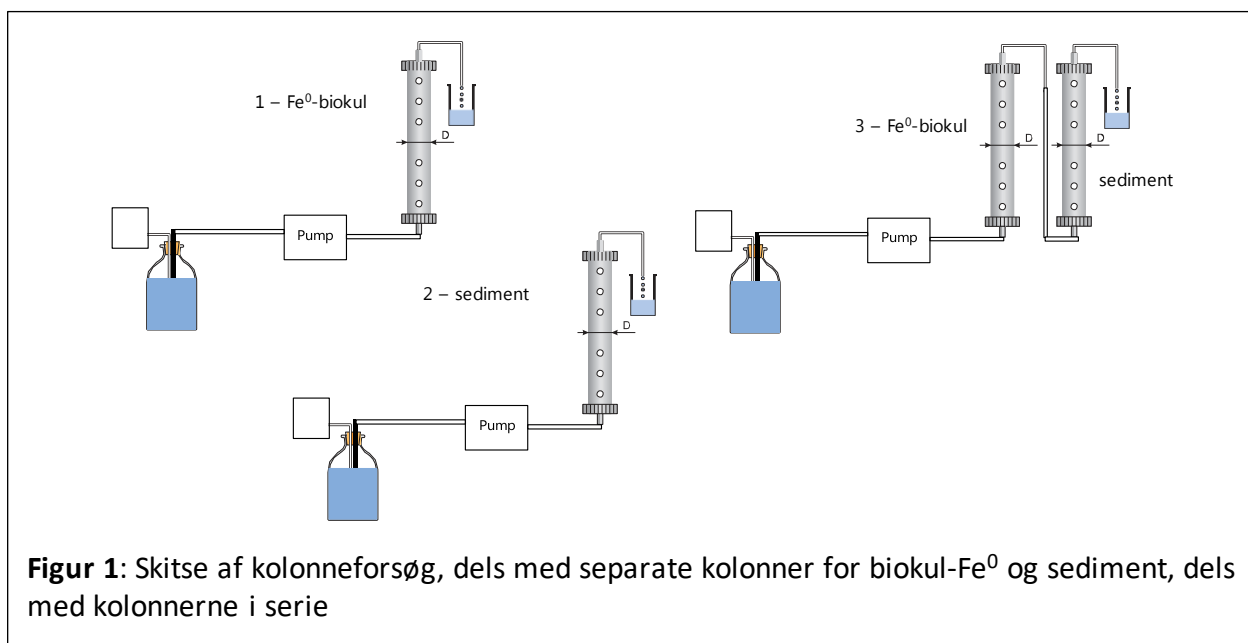 1 – Fe⁰-biokul
D
Pump
2 – sediment
D
Pump
3 – Fe⁰-biokul
D
D
sediment
Pump
Figur 1: Skitse af kolonneforsøg, dels med separate kolonner for biokul-Fe⁰ og sediment, dels
med kolonnerne i serie